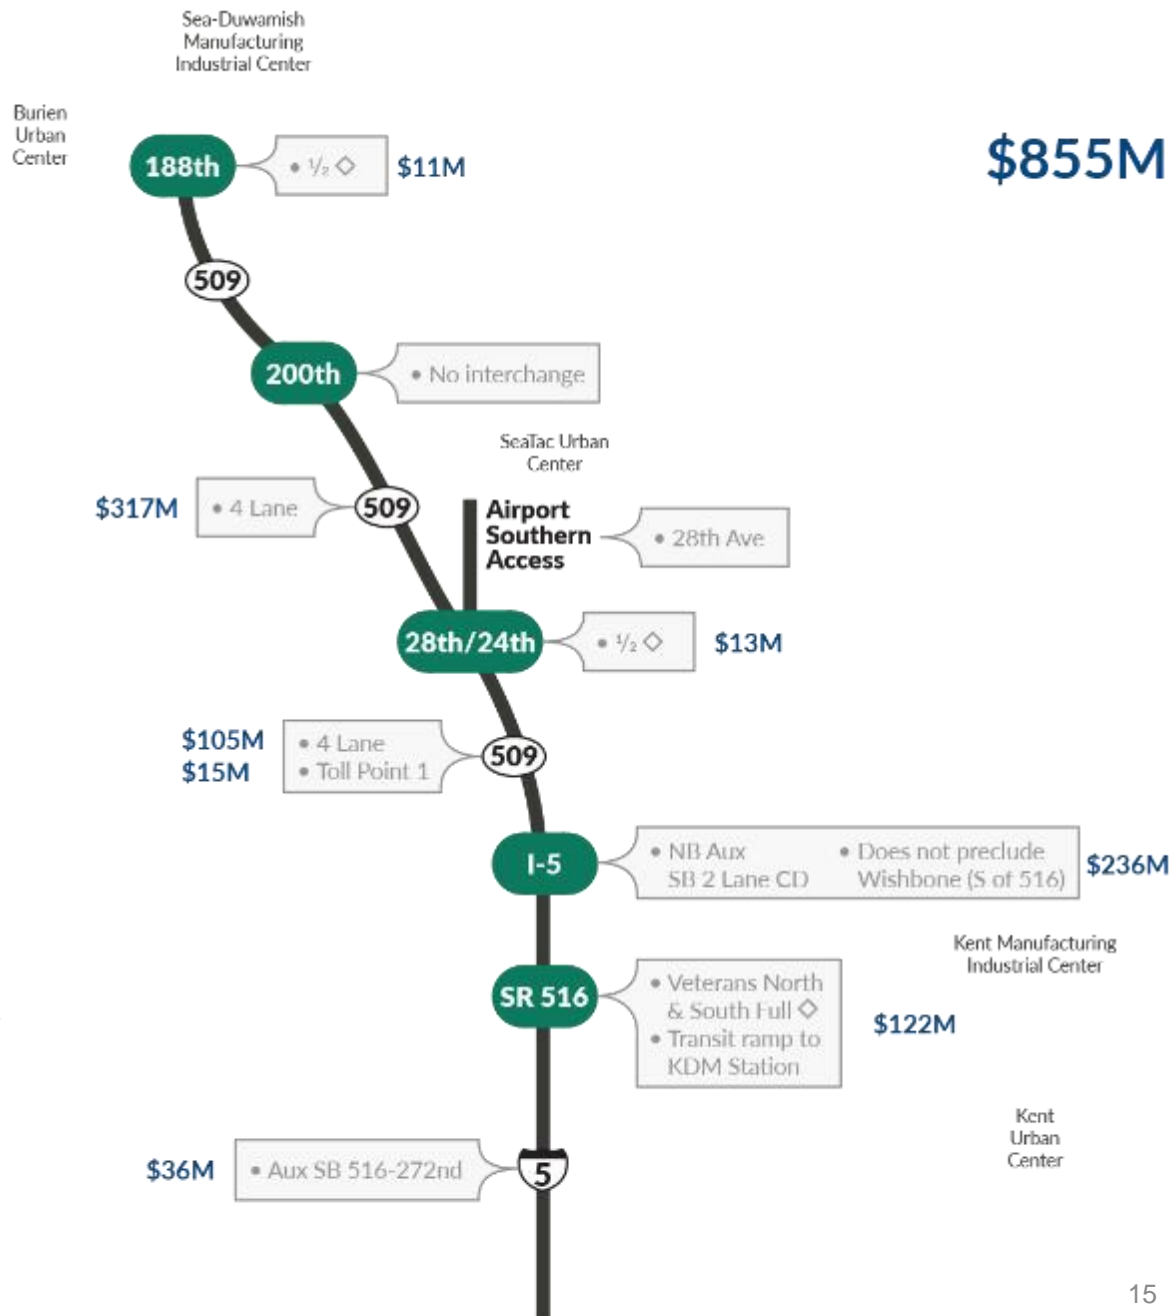 Sea-Duwamish
Manufacturing
Industrial Center
Burien
Urban
Center
$855M
188th
• ½ ◇
$11M
509
200th
• No interchange
SeaTac Urban
Center
$317M
• 4 Lane
509
Airport
Southern
Access
• 28th Ave
28th/24th
• ½ ◇
$13M
$105M
$15M
• 4 Lane
• Toll Point 1
509
I-5
• NB Aux
SB 2 Lane CD
• Does not preclude
Wishbone (S of 516)
$236M
Kent Manufacturing
Industrial Center
SR 516
• Veterans North
& South Full ◇
• Transit ramp to
KDM Station
$122M
Kent
Urban
Center
$36M
• Aux SB 516-272nd
5
15